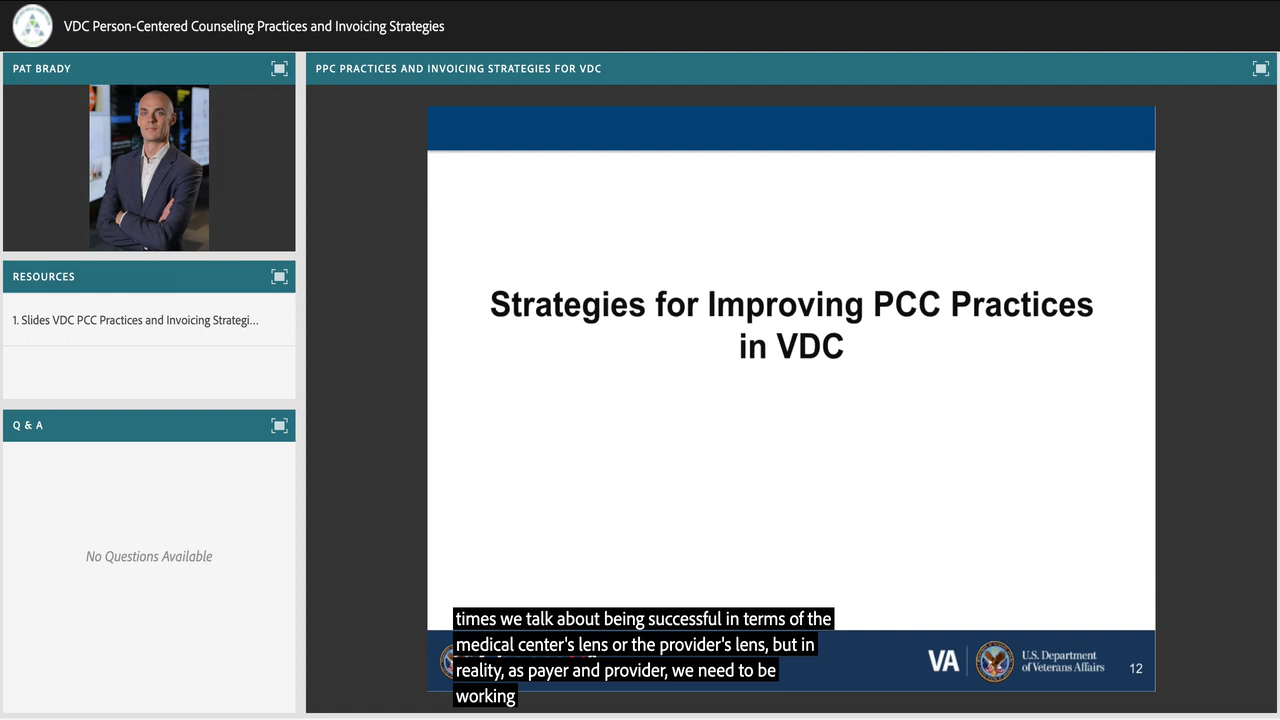 VDC Person-Centered Counseling Practices and Invoicing Strategies
PAT BRADY
PPC PRACTICES AND INVOICING STRATEGIES FOR VDC
RESOURCES
1. Slides VDC PCC Practices and Invoicing Strategi...
Q & A
No Questions Available
Strategies for Improving PCC Practices
in VDC
times we talk about being successful in terms of the
medical center's lens or the provider's lens, but in
reality, as payer and provider, we need to be
working
VA
U.S. Department
of Veterans Affairs
12